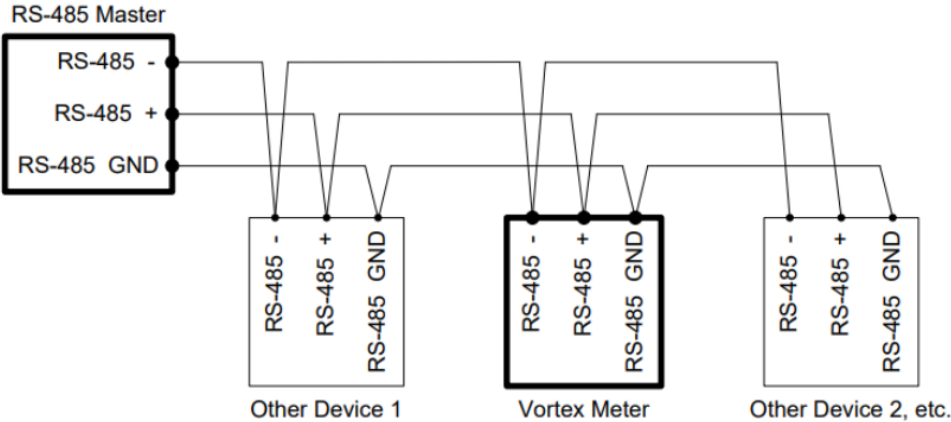 RS-485 Master
RS-485 -
RS-485 +
RS-485 GND
RS-485 -
RS-485 +
RS-485 GND
RS-485 -
RS-485 +
RS-485 GND
RS-485 -
RS-485 +
RS-485 GND
Other Device 1
Vortex Meter
Other Device 2, etc.